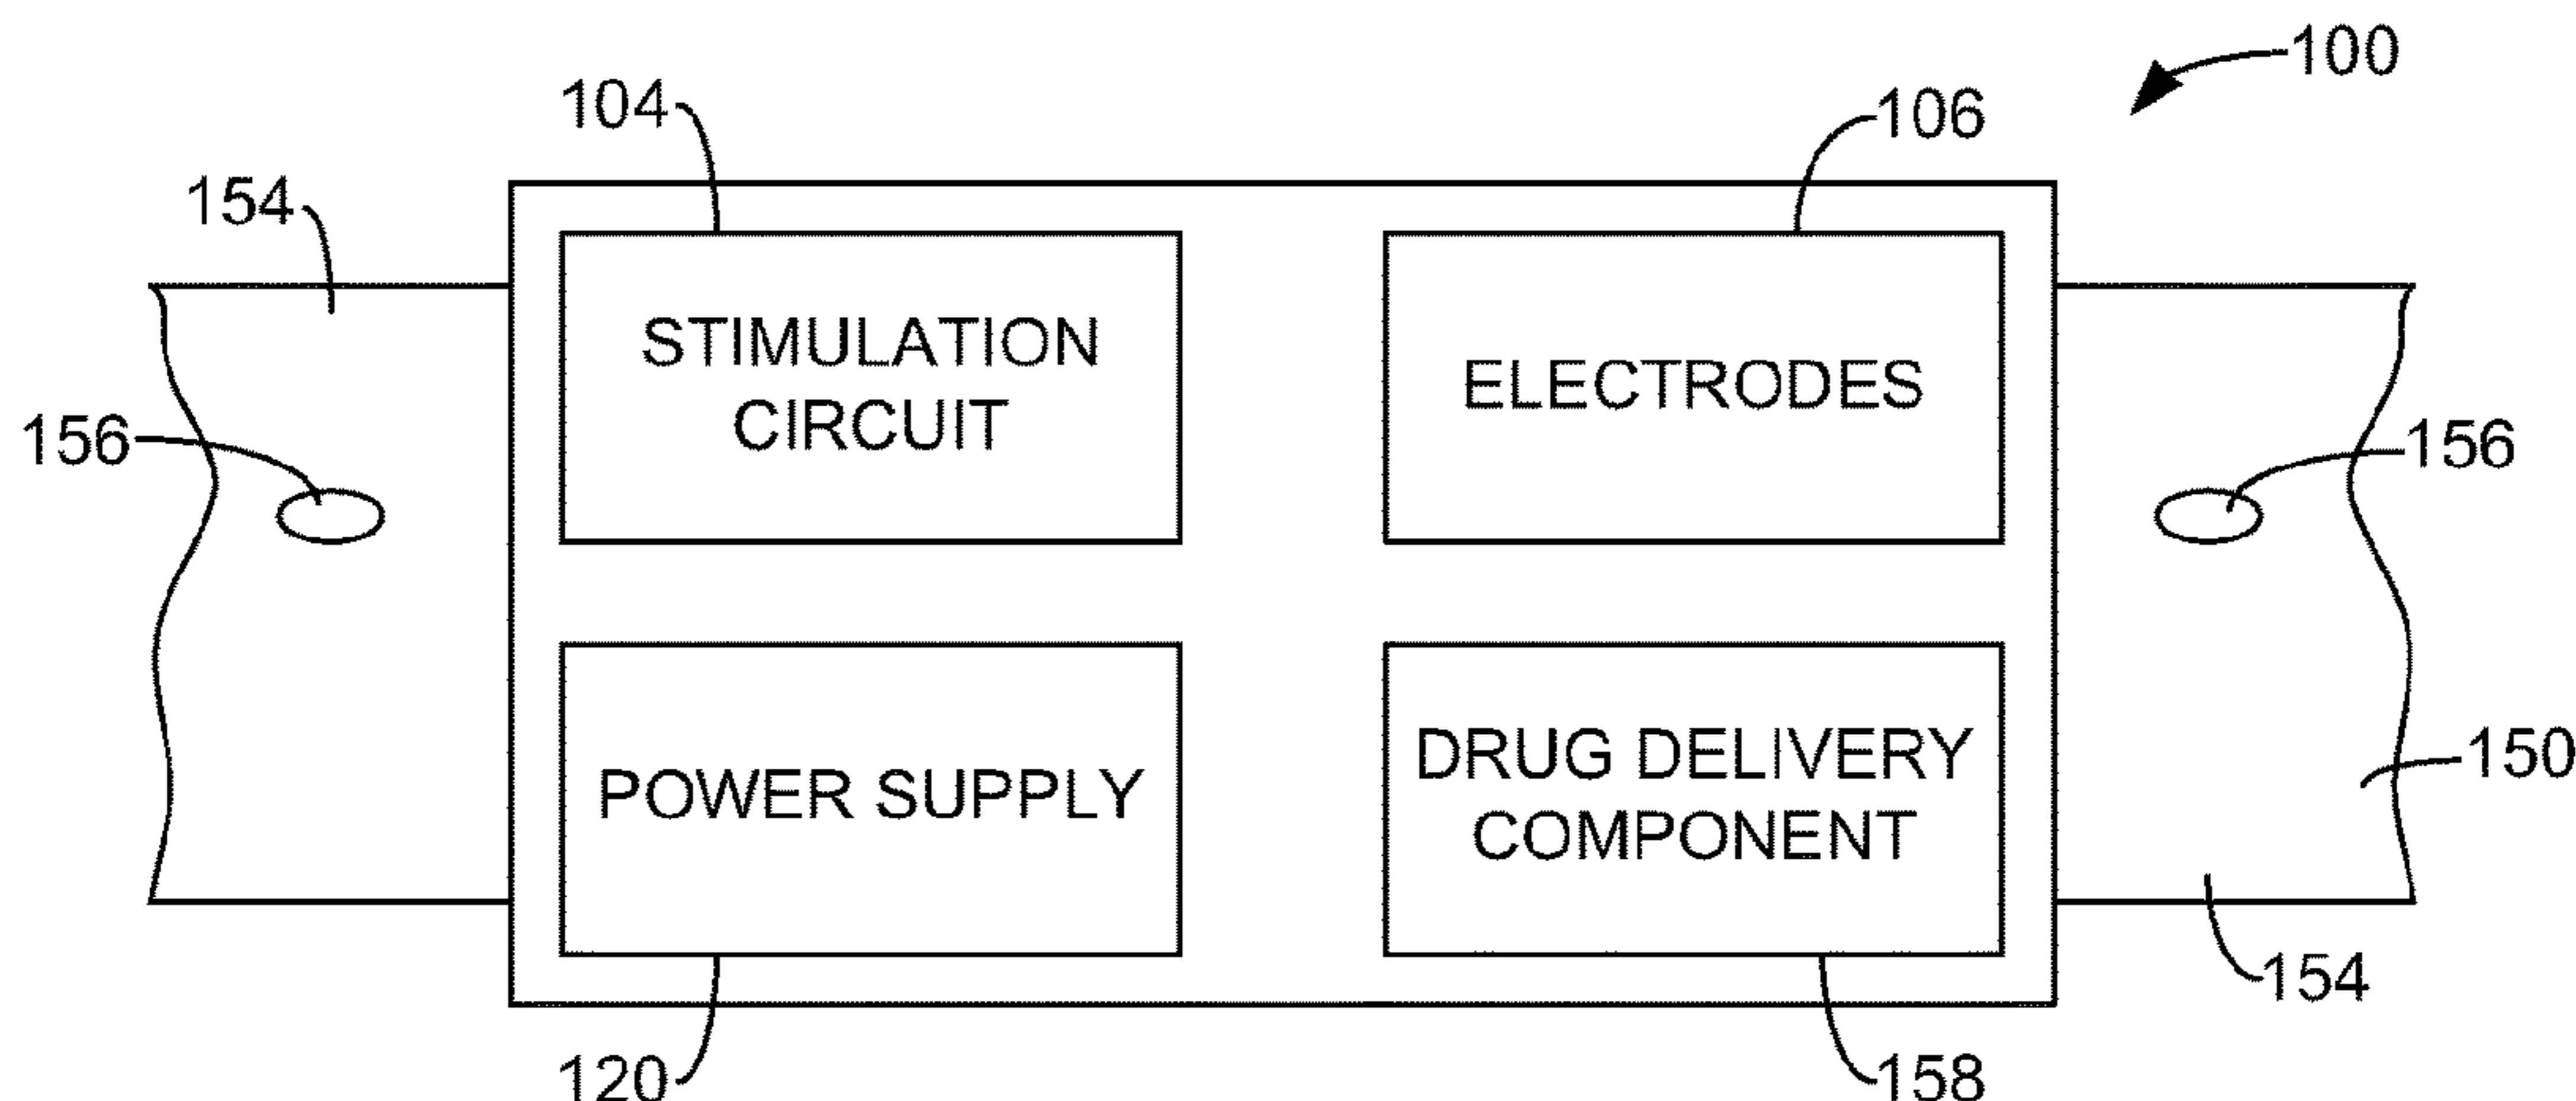 100
104
106
154
STIMULATION
CIRCUIT
ELECTRODES
156
156
POWER SUPPLY
DRUG DELIVERY
COMPONENT
150
154
120
158